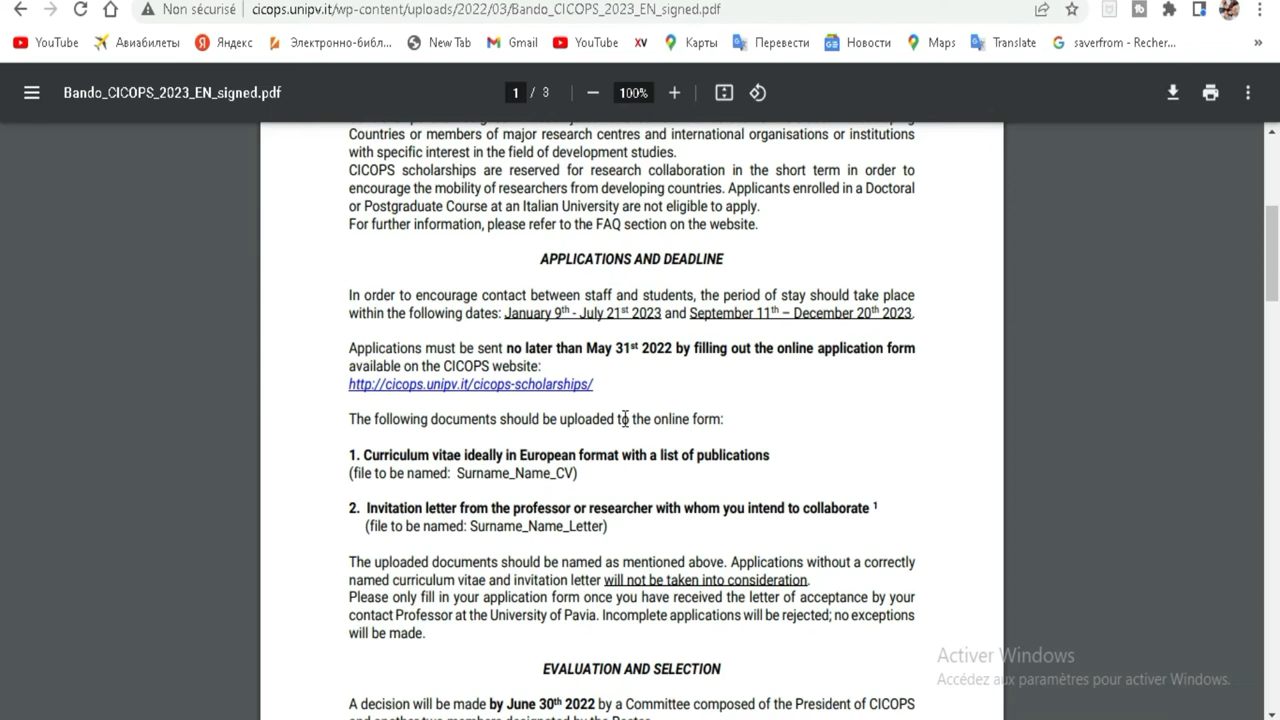 Non sécurisé cicops.unipv.it/wp-content/uploads/2022/03/Bando_CICOPS_2023_EN_signed.pdf
YouTube Авиабилеты Яндекс Электронно-библ... New Tab Gmail YouTube XV Карты Перевести Новости Maps Translate saverfrom - Recher... »
Bando_CICOPS_2023_EN_signed.pdf 1 / 3 100%
Countries or members of major research centres and international organisations or institutions
with specific interest in the field of development studies.
CICOPS scholarships are reserved for research collaboration in the short term in order to
encourage the mobility of researchers from developing countries. Applicants enrolled in a Doctoral
or Postgraduate Course at an Italian University are not eligible to apply.
For further information, please refer to the FAQ section on the website.
APPLICATIONS AND DEADLINE
In order to encourage contact between staff and students, the period of stay should take place
within the following dates: January 9th - July 21st 2023 and September 11th – December 20th 2023.
Applications must be sent no later than May 31st 2022 by filling out the online application form
available on the CICOPS website:
http://cicops.unipv.it/cicops-scholarships/
The following documents should be uploaded to the online form:
1. Curriculum vitae ideally in European format with a list of publications
(file to be named: Surname_Name_CV)
2. Invitation letter from the professor or researcher with whom you intend to collaborate 1
(file to be named: Surname_Name_Letter)
The uploaded documents should be named as mentioned above. Applications without a correctly
named curriculum vitae and invitation letter will not be taken into consideration.
Please only fill in your application form once you have received the letter of acceptance by your
contact Professor at the University of Pavia. Incomplete applications will be rejected; no exceptions
will be made.
Activer Windows
Accédez aux paramètres pour activer Windows.
EVALUATION AND SELECTION
A decision will be made by June 30th 2022 by a Committee composed of the President of CICOPS